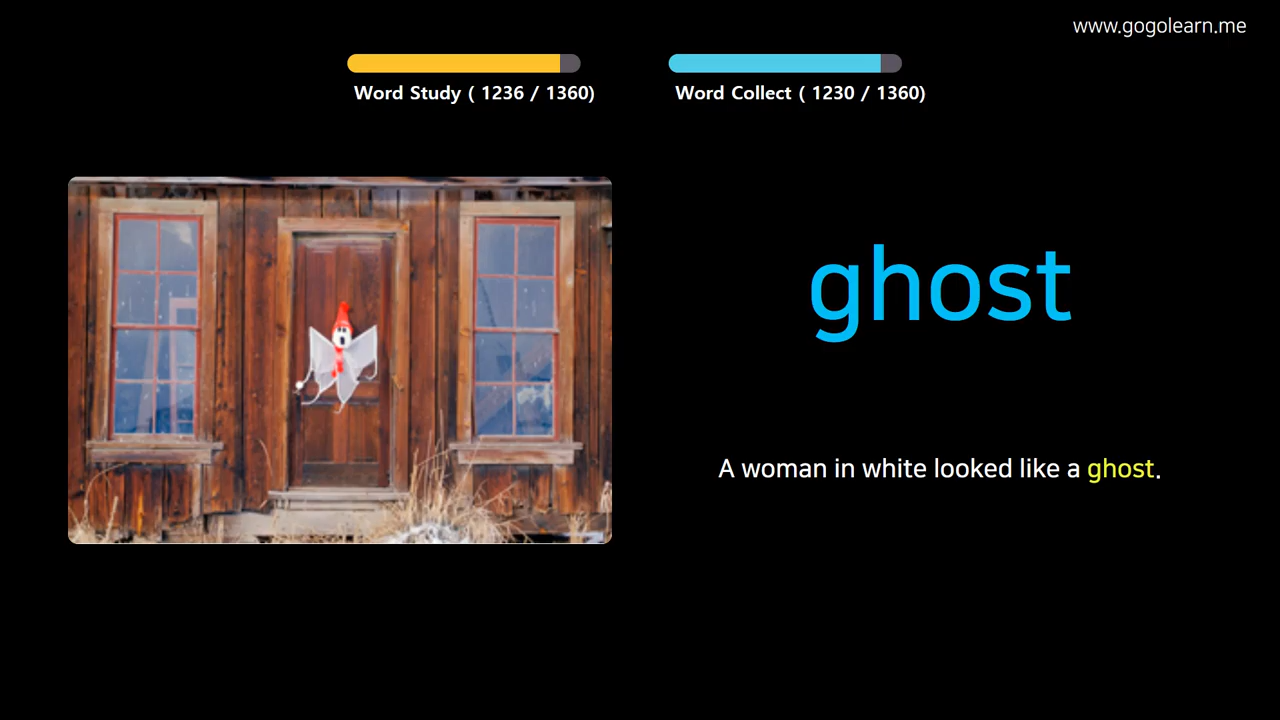 www.gogolearn.me
Word Study ( 1236 / 1360)
Word Collect ( 1230 / 1360)
ghost
A woman in white looked like a ghost.